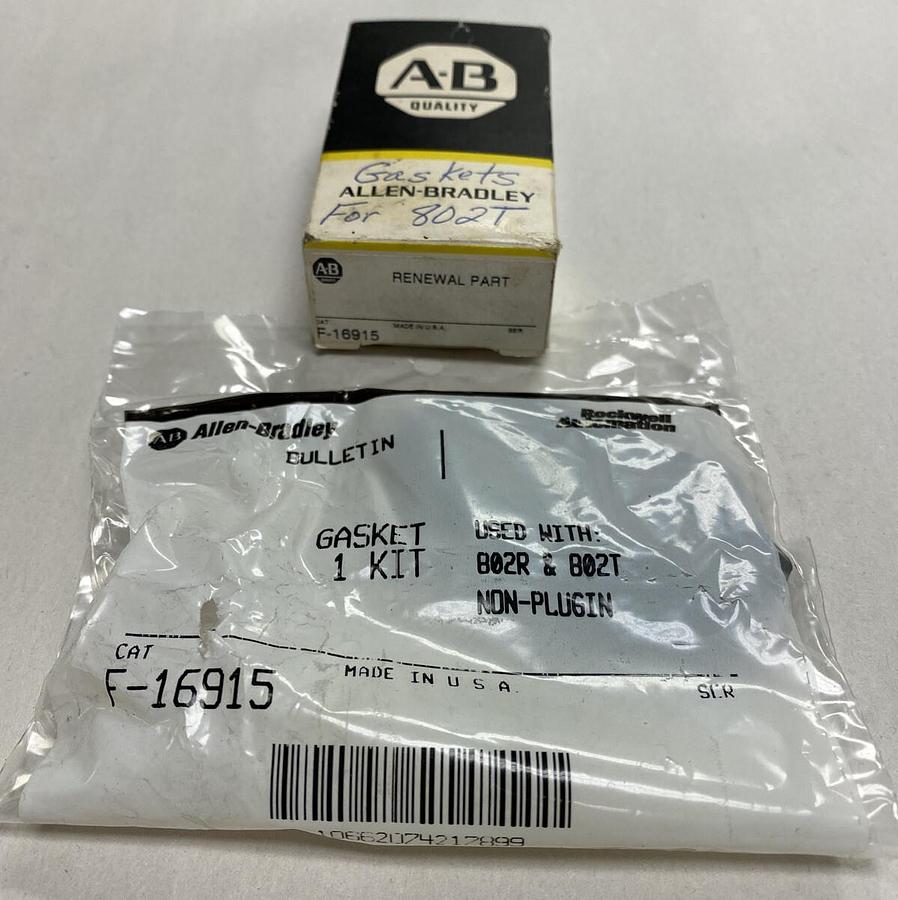 A-B
QUALITY
Gaskets
ALLEN-BRADLEY
For 802T
A-B
RENEWAL PART
CAT
F-16915
MADE IN U.S.A.
SER.
AB Allen-Bradley
Rockwell
Automation
BULLETIN
GASKET
1 KIT
USED WITH:
802R & 802T
NON-PLUGIN
CAT
F-16915
MADE IN U S A
SER
10662074217899